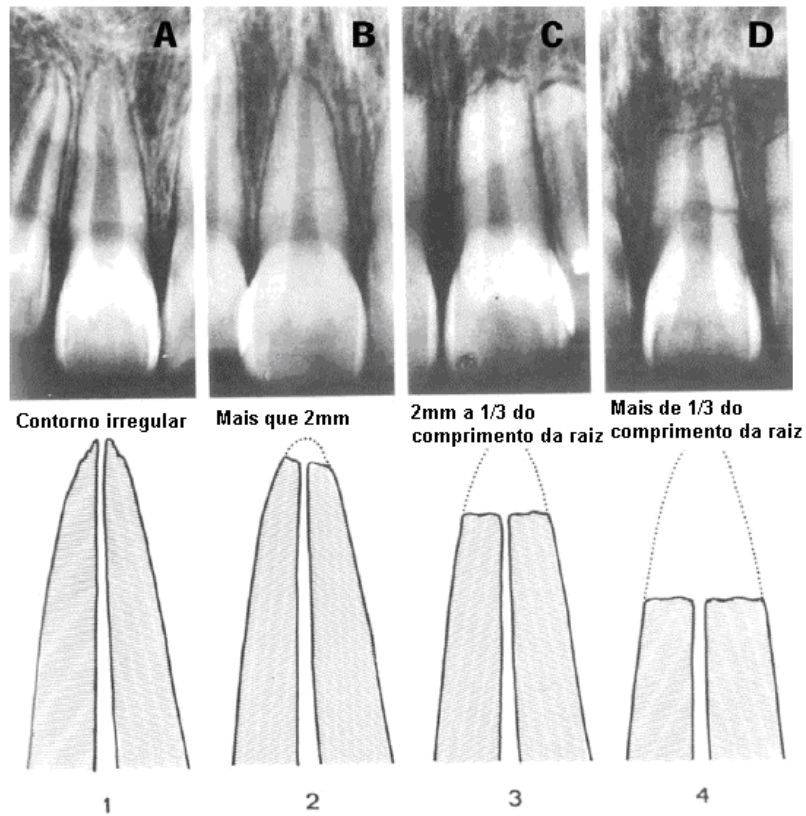 A
B
C
D
Contorno irregular
Mais que 2mm
2mm a 1/3 do
comprimento da raiz
Mais de 1/3 do
comprimento da raiz
1
2
3
4